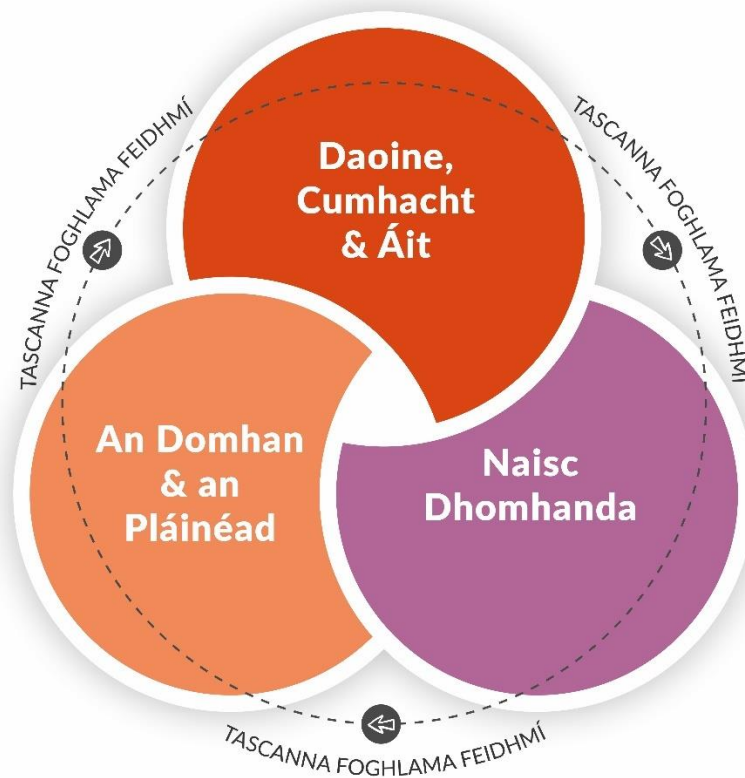 TASCANNA FOGHLAMA FEIDHMÍ
TASCANNA FOGHLAMA FEIDHMÍ
Daoine,
Cumhacht
& Áit
An Domhan
& an
Pláinéad
Naisc
Dhomhanda
TASCANNA FOGHLAMA FEIDHMÍ